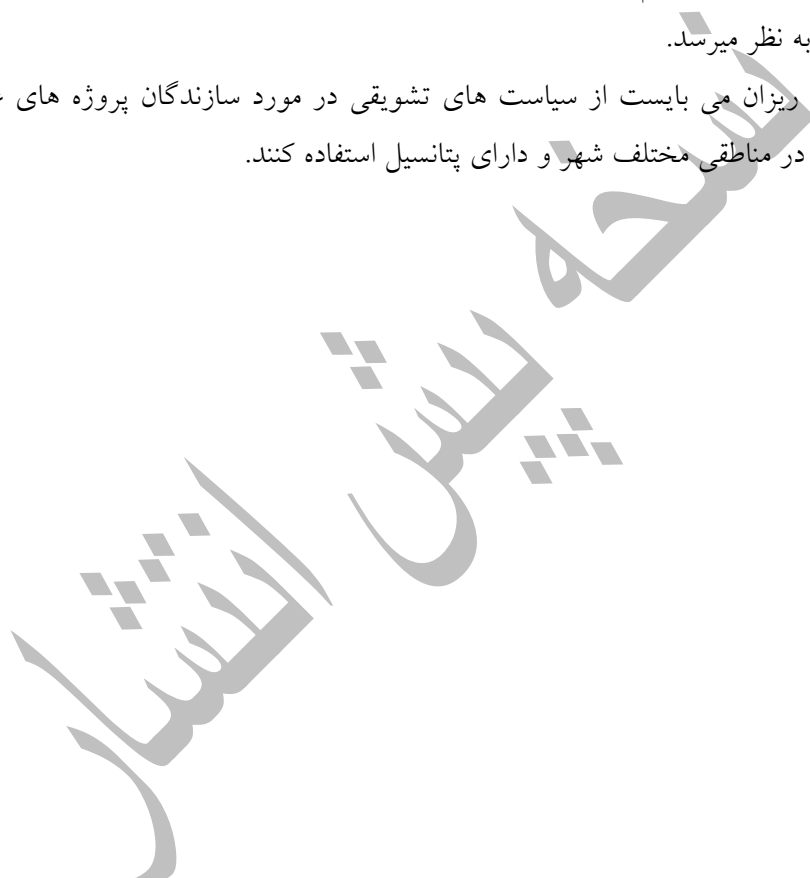 به نظر میرسد.
ریزان می بایست از سیاست های تشویقی در مورد سازندگان پروژه های
در مناطقی مختلف شهر و دارای پتانسیل استفاده کنند.
نسخه پیش انتشار